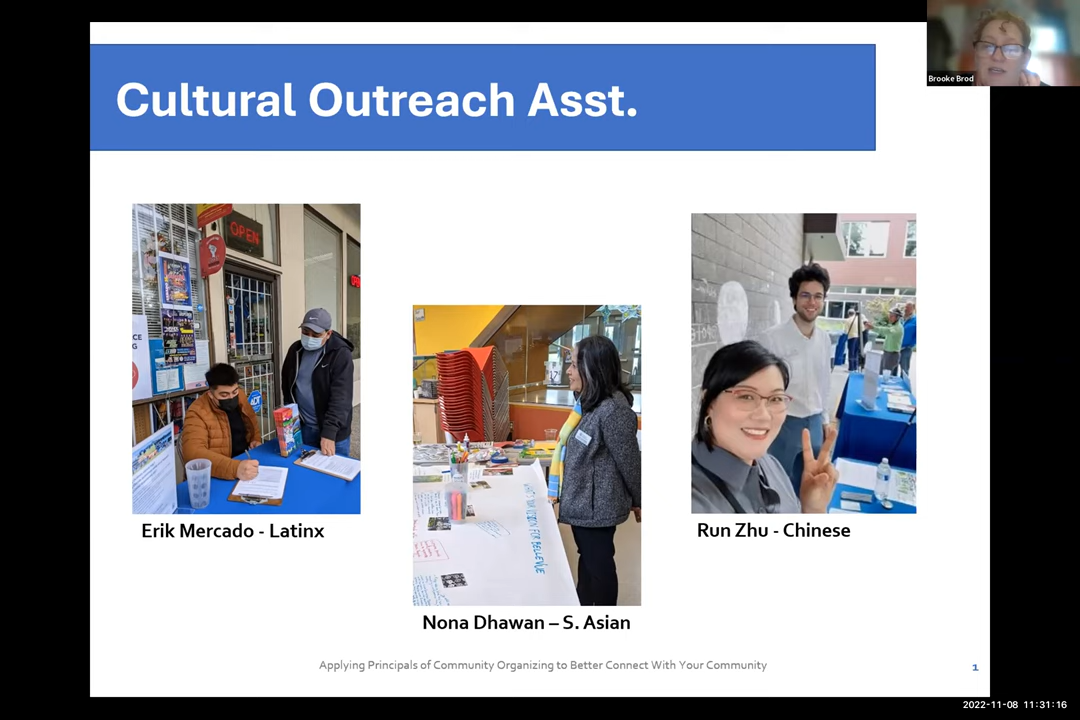 Cultural Outreach Asst.
Brooke Brod
OPEN
Erik Mercado - Latinx
Nona Dhawan – S. Asian
Run Zhu - Chinese
Applying Principals of Community Organizing to Better Connect With Your Community
1
2022-11-08 11:31:16